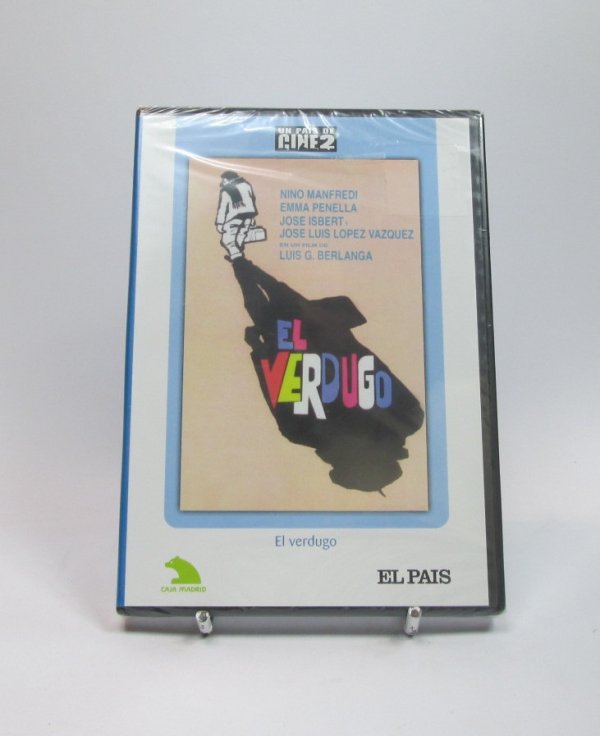 UN PAIS DE
CINE2
NINO MANFREDI
EMMA PENELLA
JOSE ISBERT Y
JOSE LUIS LOPEZ VAZQUEZ
EN UN FILM DE
LUIS G. BERLANGA
EL
VERDUGO
El verdugo
CAJA MADRID
EL PAIS